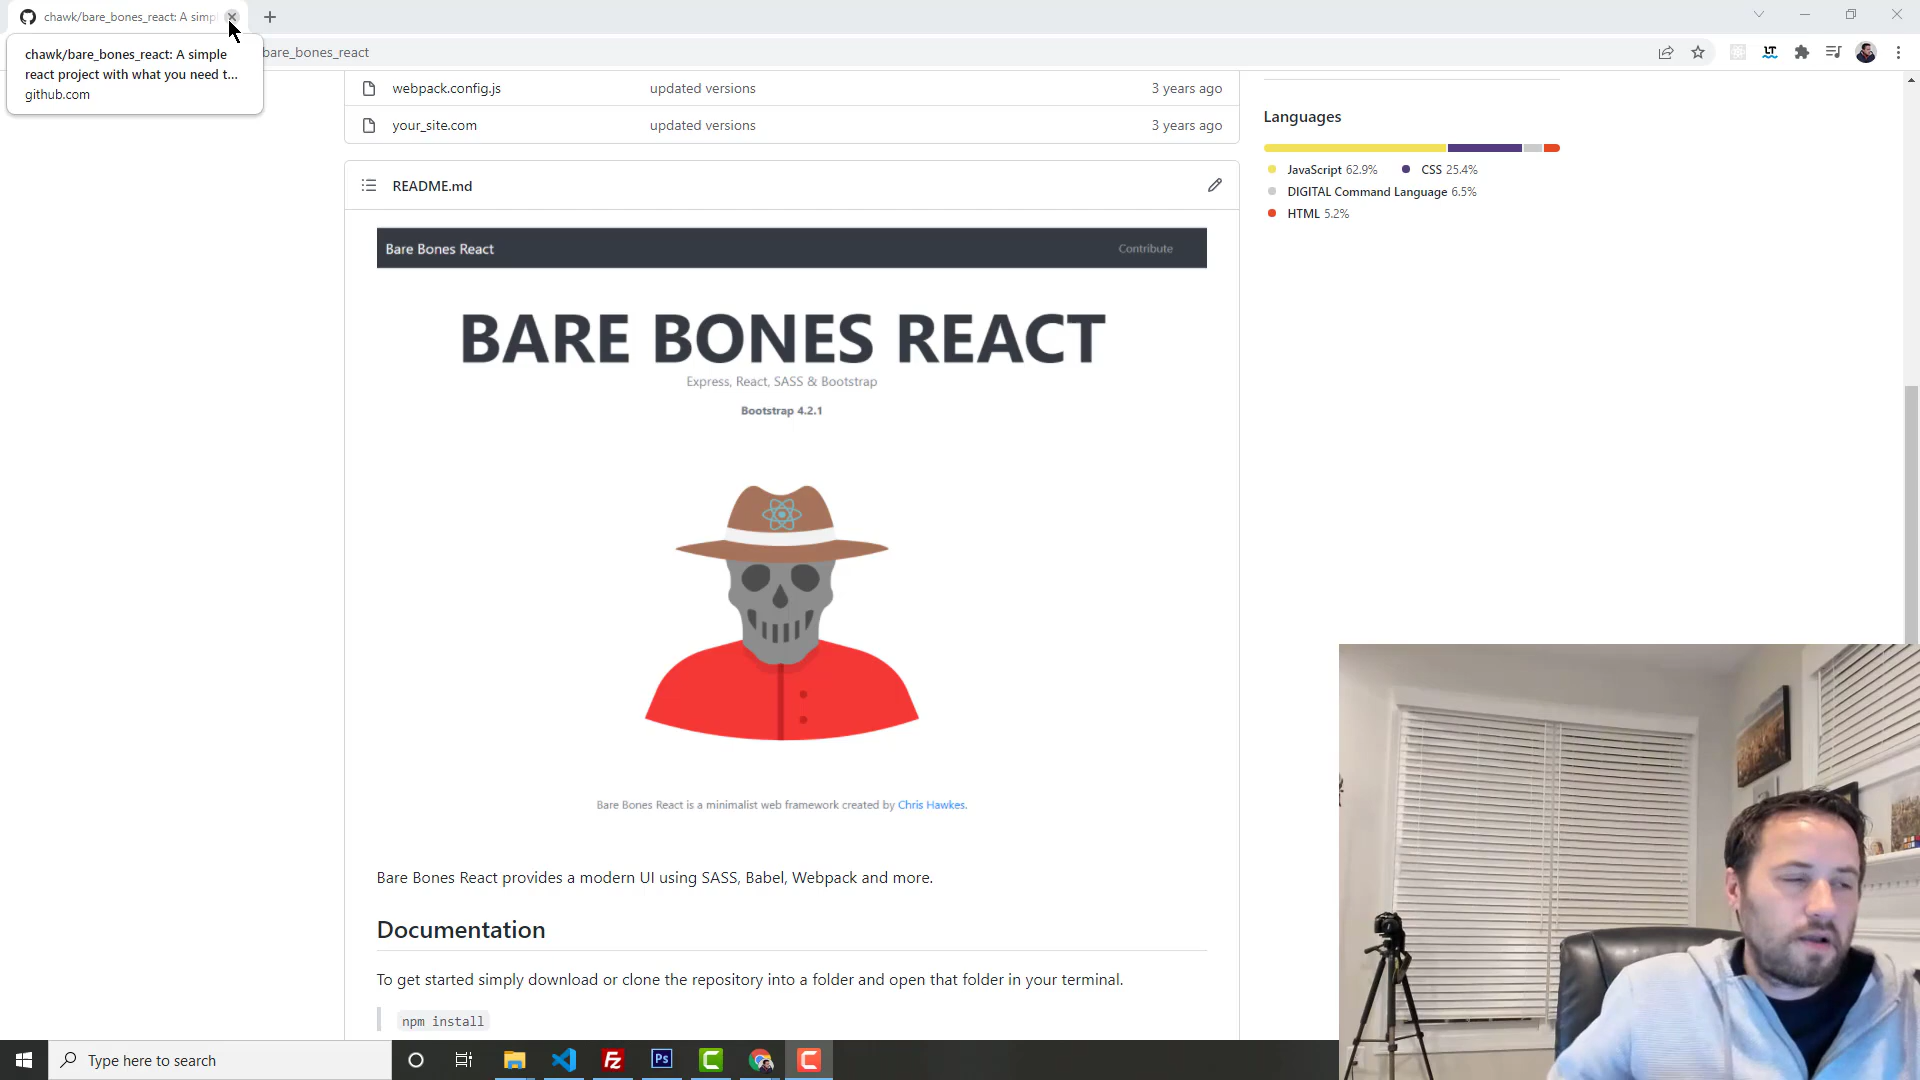 chawk/bare_bones_react: A simp
chawk/bare_bones_react: A simple
react project with what you need t...
github.com
bare_bones_react
webpack.config.js updated versions 3 years ago
your_site.com updated versions 3 years ago
Languages
JavaScript 62.9% CSS 25.4%
DIGITAL Command Language 6.5%
HTML 5.2%
README.md
Bare Bones React Contribute
BARE BONES REACT
Express, React, SASS & Bootstrap
Bootstrap 4.2.1
Bare Bones React is a minimalist web framework created by Chris Hawkes.
Bare Bones React provides a modern UI using SASS, Babel, Webpack and more.
Documentation
To get started simply download or clone the repository into a folder and open that folder in your terminal.
npm install
Type here to search
LT
Fz
Ps
C
C